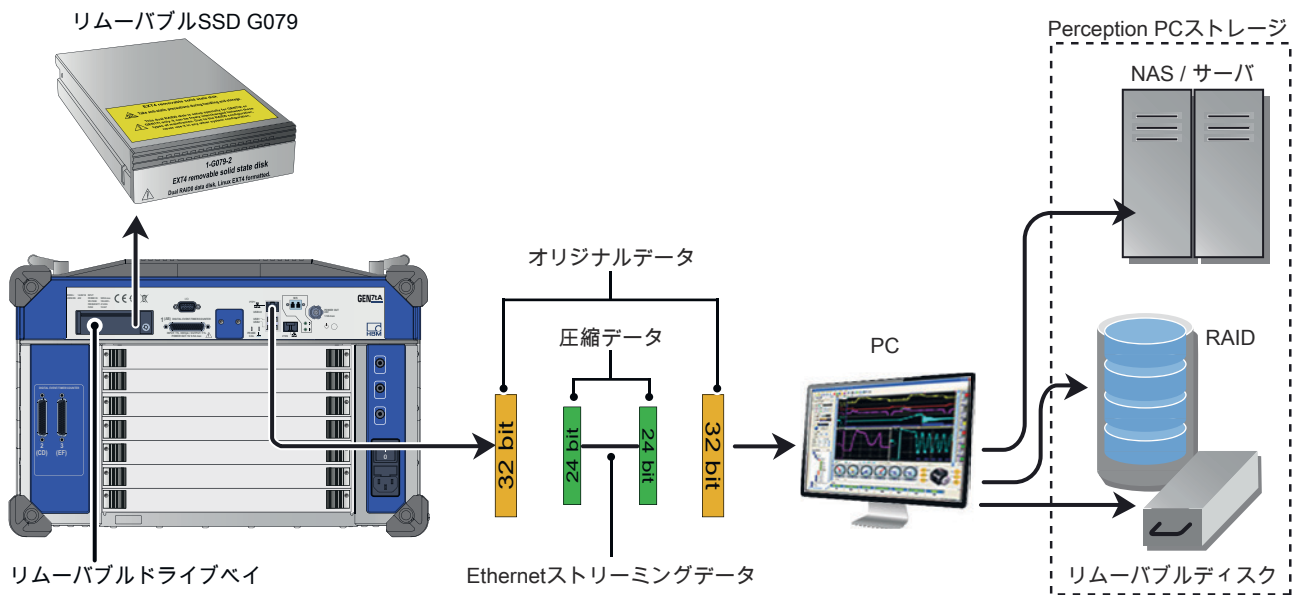 リムーバブルSSD G079
EXT4 removable solid state disk
1-G079-2
EXT4 removable solid state disk
Dual RAID0 data disk, Linux EXT4 formatted.
Perception PCストレージ
NAS / サーバ
オリジナルデータ
圧縮データ
PC
RAID
GEN7tA
HBM
2
(CD)
3
(EF)
32 bit
24 bit
24 bit
32 bit
リムーバブルドライブベイ
Ethernetストリーミングデータ
リムーバブルディスク